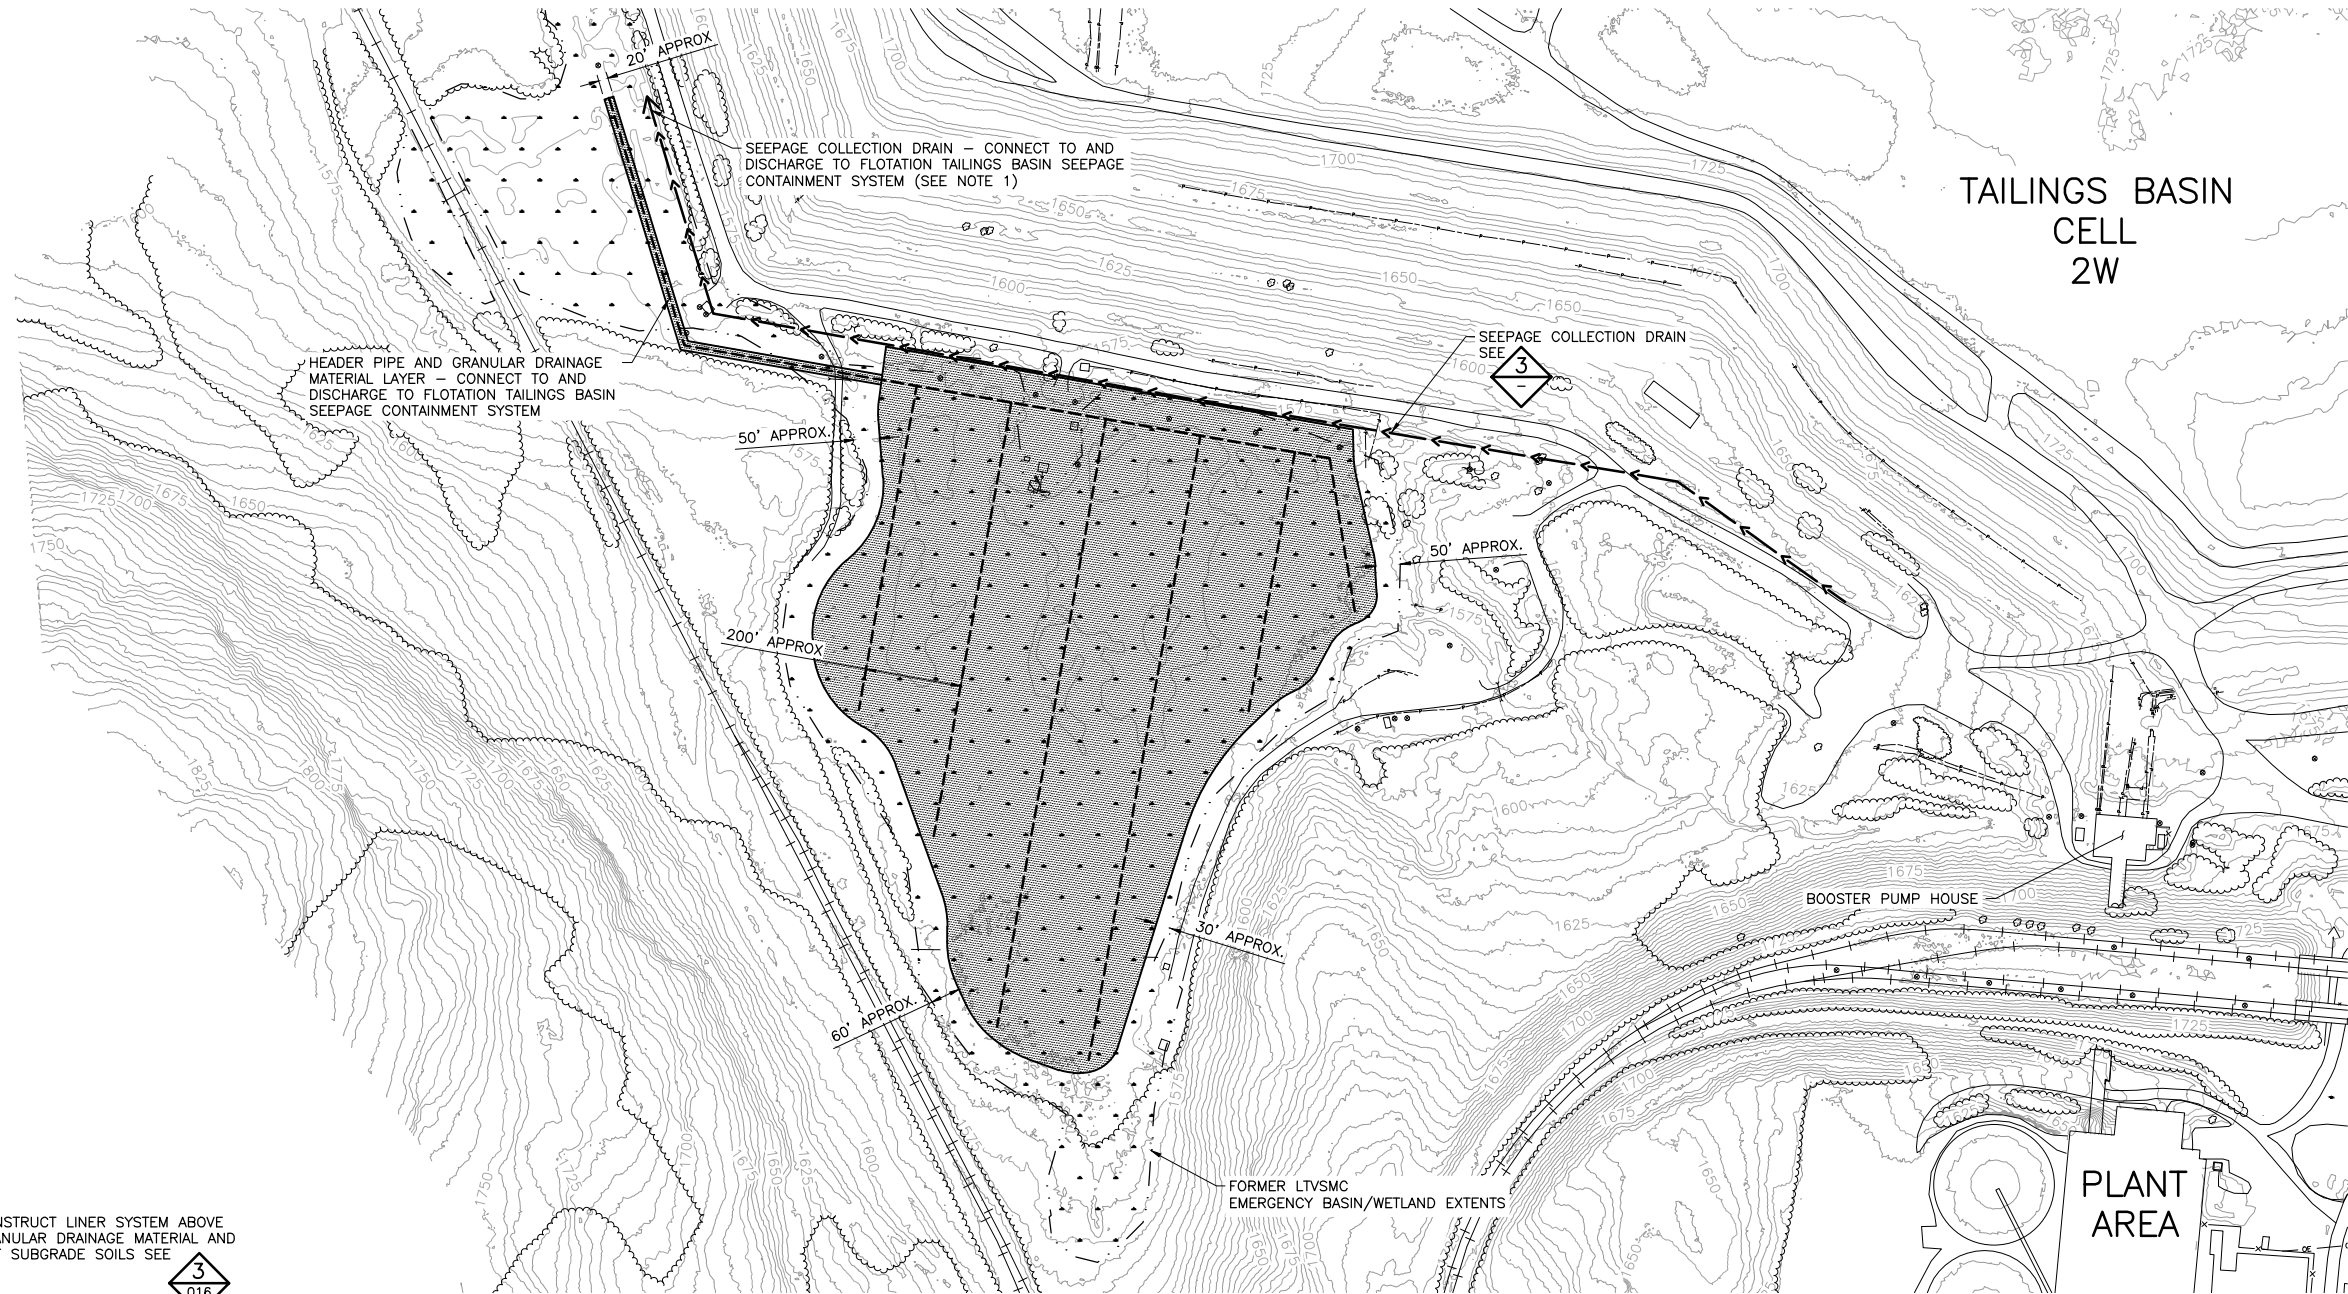 20' APPROX
SEEPAGE COLLECTION DRAIN – CONNECT TO AND
DISCHARGE TO FLOTATION TAILINGS BASIN SEEPAGE
CONTAINMENT SYSTEM (SEE NOTE 1)
TAILINGS BASIN
CELL
2W
SEEPAGE COLLECTION DRAIN
SEE
3
–
HEADER PIPE AND GRANULAR DRAINAGE
MATERIAL LAYER – CONNECT TO AND
DISCHARGE TO FLOTATION TAILINGS BASIN
SEEPAGE CONTAINMENT SYSTEM
50' APPROX.
50' APPROX.
200' APPROX
BOOSTER PUMP HOUSE
30' APPROX.
60' APPROX.
FORMER LTVSMC
EMERGENCY BASIN/WETLAND EXTENTS
PLANT
AREA
NSTRUCT LINER SYSTEM ABOVE
ANULAR DRAINAGE MATERIAL AND
SUBGRADE SOILS SEE
3
016
1725
1700
1675
1650
1625
1600
1575
1750
1775
1800
1825